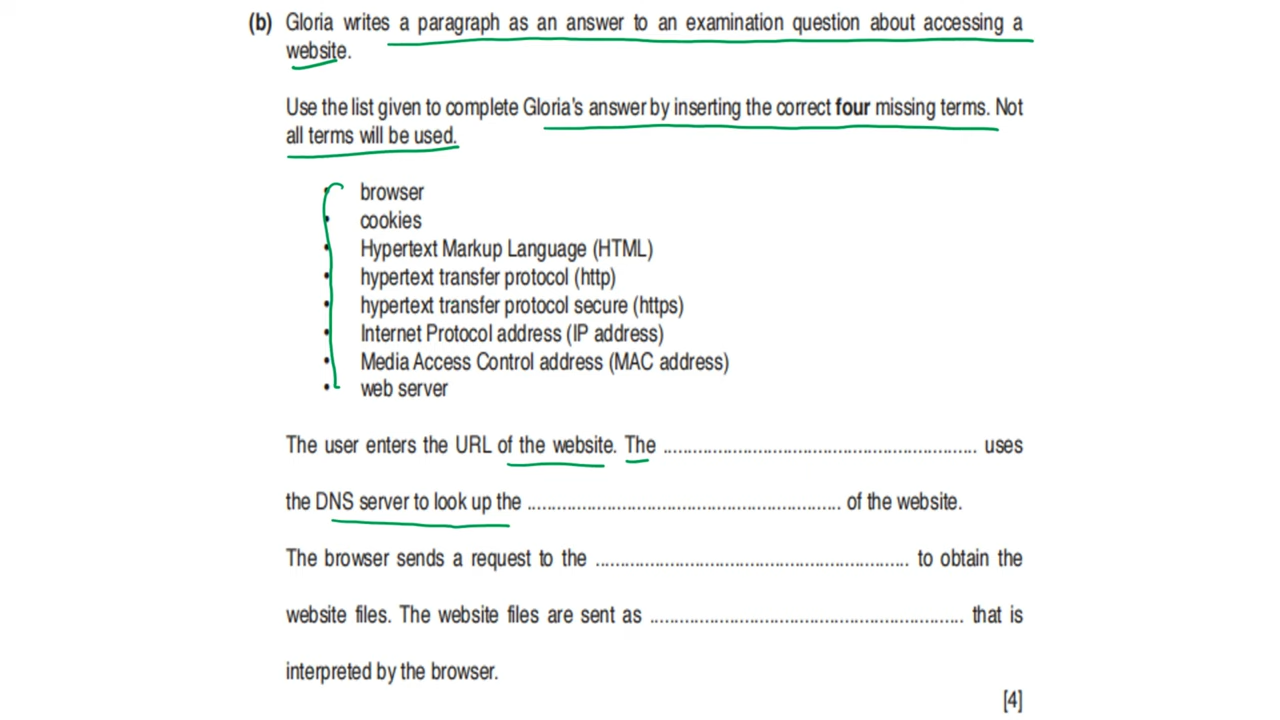 (b) Gloria writes a paragraph as an answer to an examination question about accessing a
website.
Use the list given to complete Gloria's answer by inserting the correct four missing terms. Not
all terms will be used.
• browser
• cookies
• Hypertext Markup Language (HTML)
• hypertext transfer protocol (http)
• hypertext transfer protocol secure (https)
• Internet Protocol address (IP address)
• Media Access Control address (MAC address)
• web server
The user enters the URL of the website. The ................................................................ uses
the DNS server to look up the ................................................................ of the website.
The browser sends a request to the ................................................................ to obtain the
website files. The website files are sent as ................................................................ that is
interpreted by the browser.
[4]